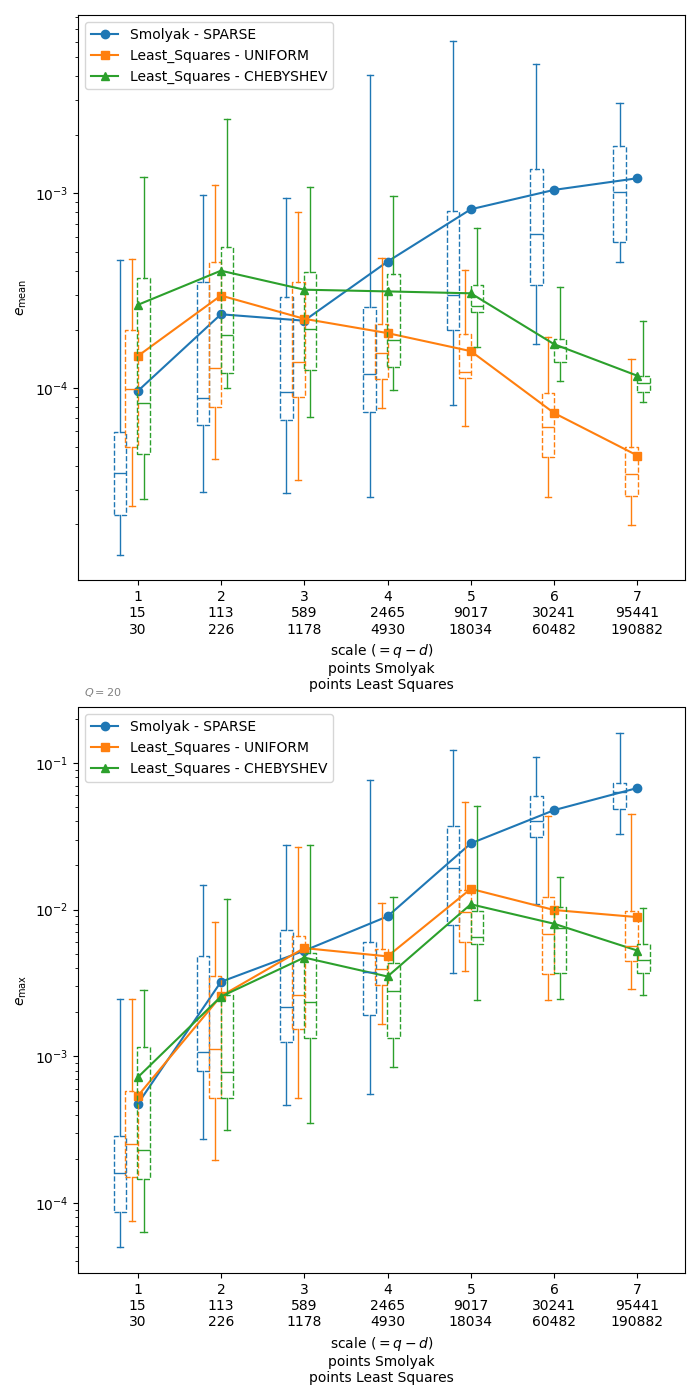 Smolyak - SPARSE
Least_Squares - UNIFORM
Least_Squares - CHEBYSHEV
10⁻³
e_mean
10⁻⁴
1 2 3 4 5 6 7
15 113 589 2465 9017 30241 95441
30 226 1178 4930 18034 60482 190882
scale (= q − d)
points Smolyak
points Least Squares
Q = 20
Smolyak - SPARSE
Least_Squares - UNIFORM
Least_Squares - CHEBYSHEV
10⁻¹
10⁻²
e_max
10⁻³
10⁻⁴
1 2 3 4 5 6 7
15 113 589 2465 9017 30241 95441
30 226 1178 4930 18034 60482 190882
scale (= q − d)
points Smolyak
points Least Squares